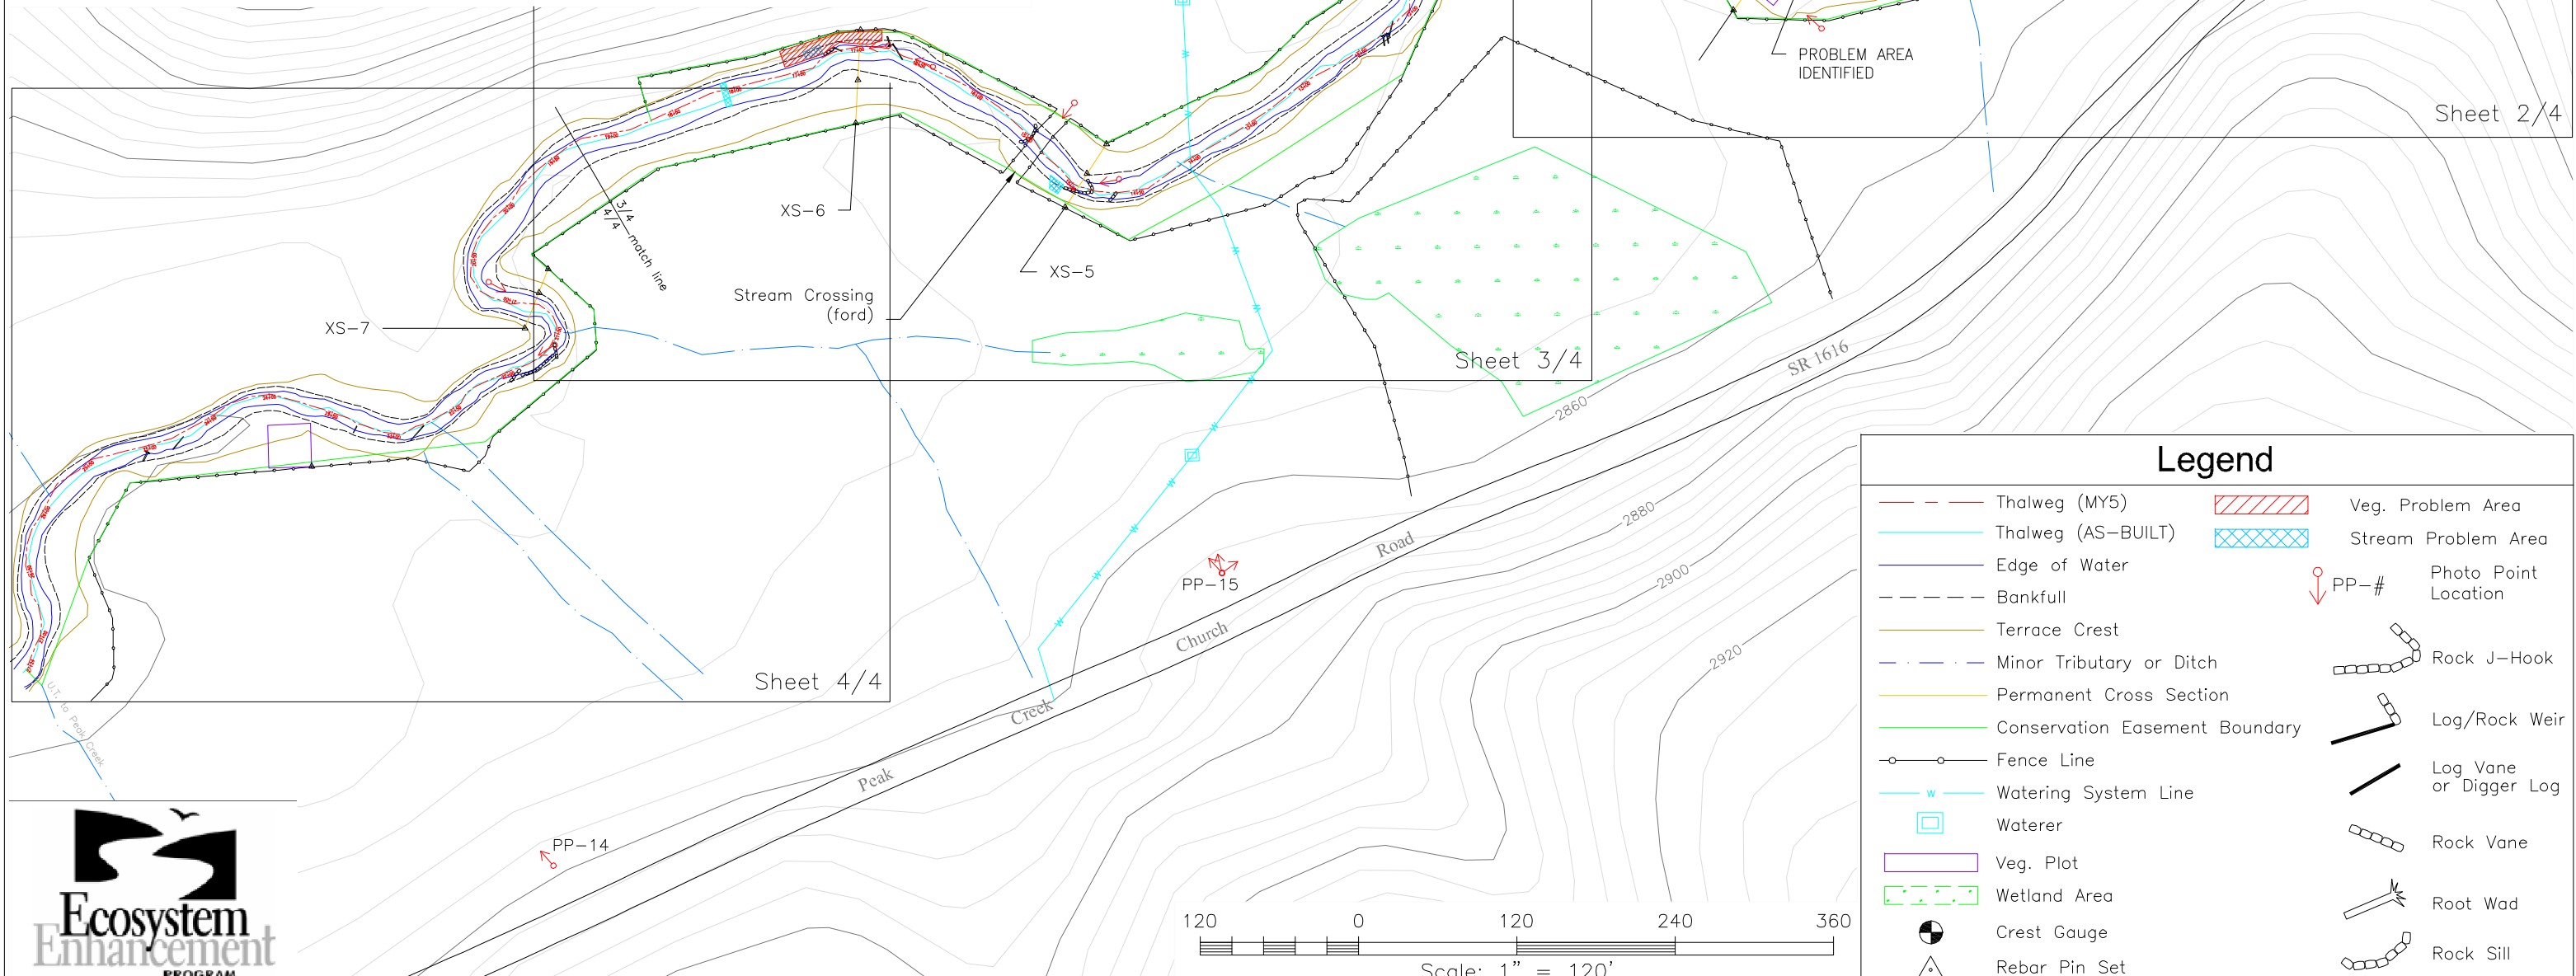 PROBLEM AREA
IDENTIFIED
Sheet 2/4
XS-6
3/4
4/4
match line
XS-5
Stream Crossing
(ford)
XS-7
Sheet 3/4
SR 1616
2860
2880
2900
2920
Road
Church
Creek
Peak
PP-15
Sheet 4/4
U.T. to Peak Creek
PP-14
Ecosystem
Enhancement
PROGRAM
120 0 120 240 360
Scale: 1" = 120'
Legend
Thalweg (MY5)
Thalweg (AS-BUILT)
Edge of Water
Bankfull
Terrace Crest
Minor Tributary or Ditch
Permanent Cross Section
Conservation Easement Boundary
Fence Line
W
Watering System Line
Waterer
Veg. Plot
Wetland Area
Crest Gauge
Rebar Pin Set
Veg. Problem Area
Stream Problem Area
PP-#
Photo Point
Location
Rock J-Hook
Log/Rock Weir
Log Vane
or Digger Log
Rock Vane
Root Wad
Rock Sill